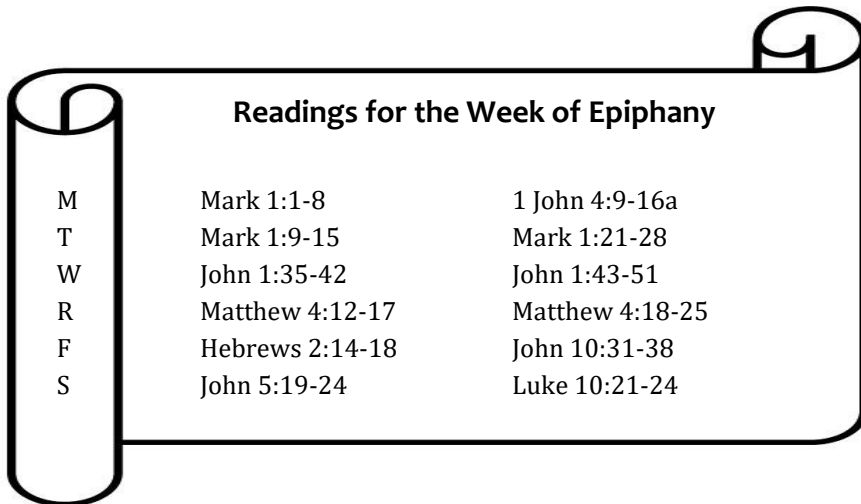 Readings for the Week of Epiphany
M Mark 1:1-8 1 John 4:9-16a
T Mark 1:9-15 Mark 1:21-28
W John 1:35-42 John 1:43-51
R Matthew 4:12-17 Matthew 4:18-25
F Hebrews 2:14-18 John 10:31-38
S John 5:19-24 Luke 10:21-24